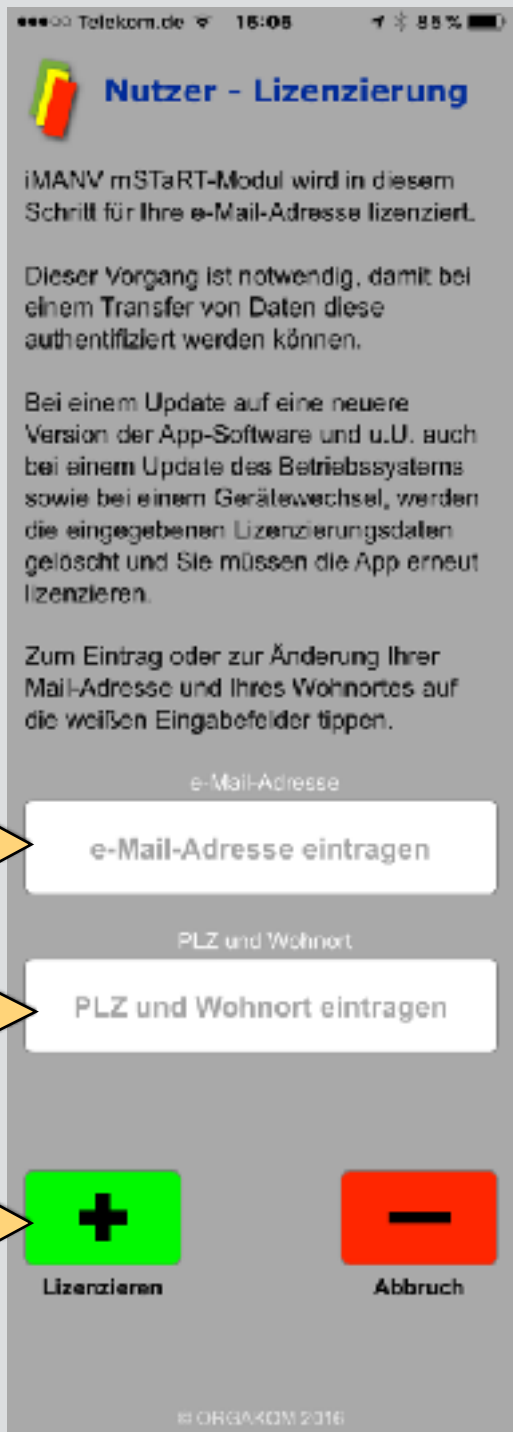 Telekom.de 16:06 86 %
Nutzer - Lizenzierung
iMANV mSTaRT-Modul wird in diesem
Schritt für Ihre e-Mail-Adresse lizenziert.
Dieser Vorgang ist notwendig, damit bei
einem Transfer von Daten diese
authentifiziert werden können.
Bei einem Update auf eine neuere
Version der App-Software und u.U. auch
bei einem Update des Betriebssystems
sowie bei einem Gerätewechsel, werden
die eingegebenen Lizenzierungsdaten
gelöscht und Sie müssen die App erneut
lizenzieren.
Zum Eintrag oder zur Änderung Ihrer
Mail-Adresse und Ihres Wohnortes auf
die weißen Eingabefelder tippen.
e-Mail-Adresse
e-Mail-Adresse eintragen
PLZ und Wohnort
PLZ und Wohnort eintragen
Lizenzieren Abbruch
© ORGAKOM 2016